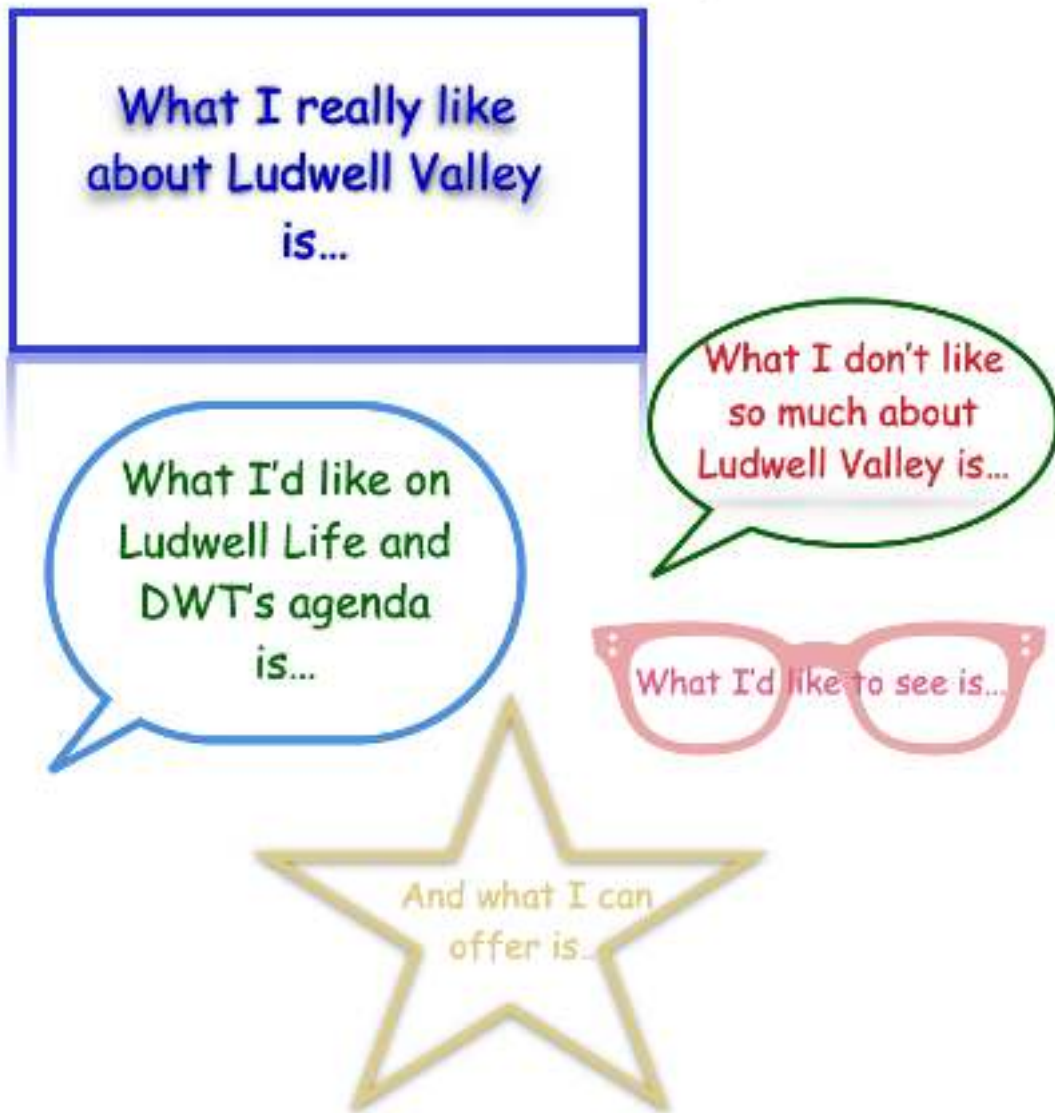 What I really like
about Ludwell Valley
is...
What I don't like
so much about
Ludwell Valley is...
What I'd like on
Ludwell Life and
DWT's agenda
is...
What I'd like to see is...
And what I can
offer is...